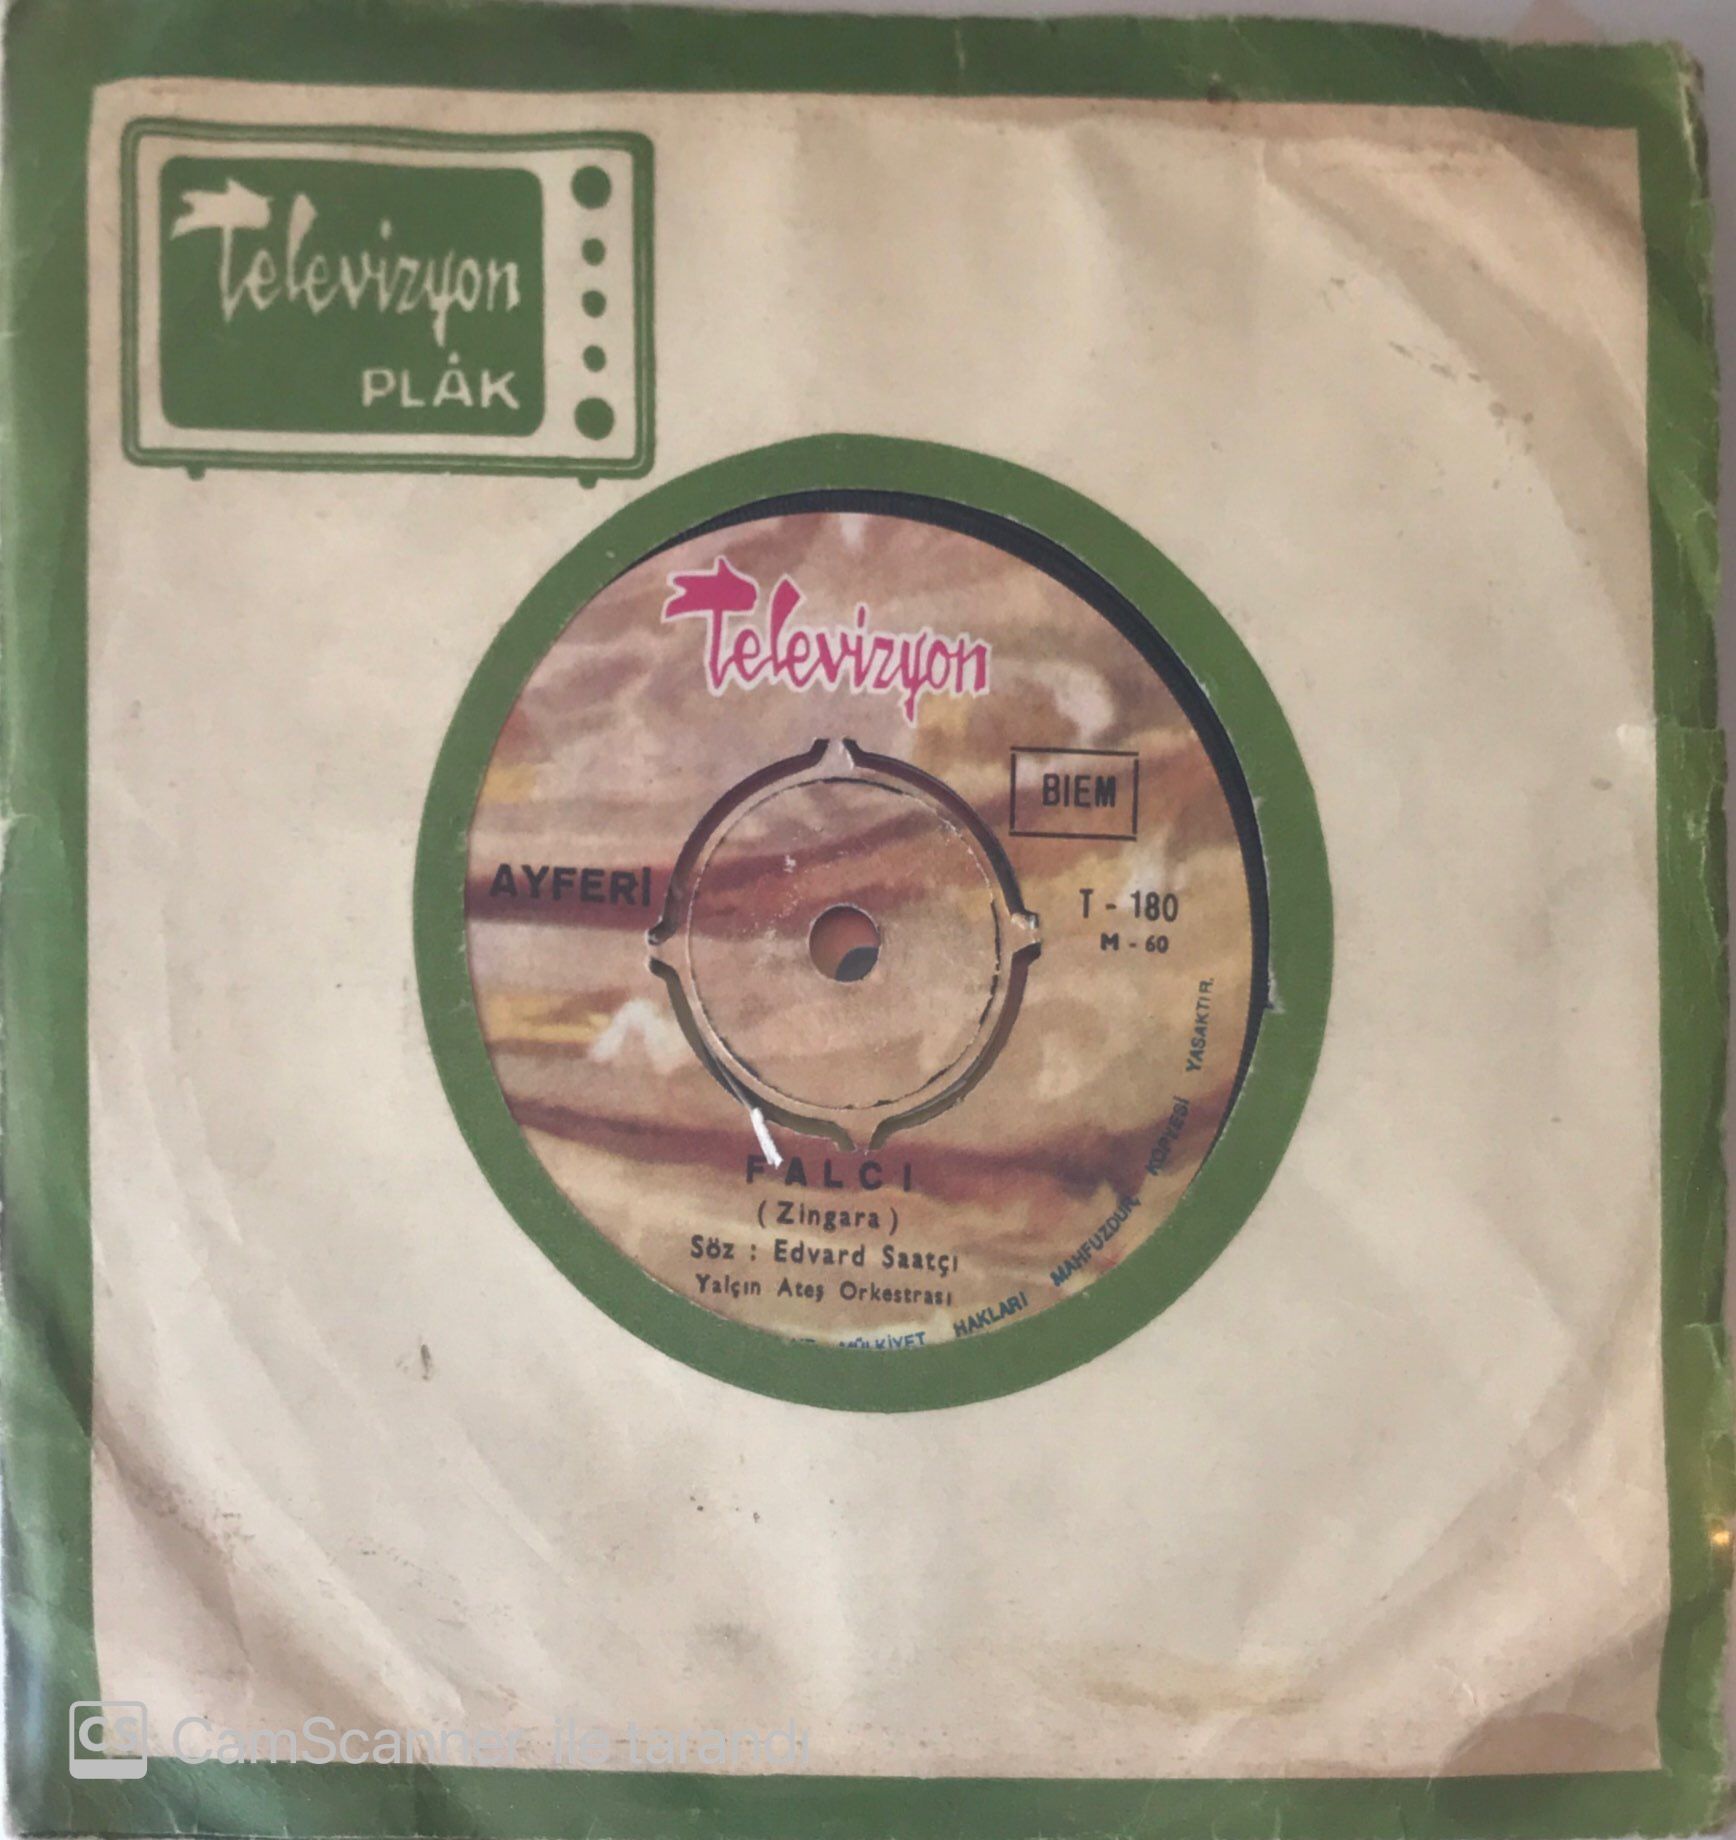 Televizyon
PLÂK
Televizyon
BIEM
AYFERİ
T - 180
M - 60
FALCI
(Zingara)
Söz : Edvard Saatçı
Yalçın Ateş Orkestrası
MÜLKİYET HAKLARI MAHFUZDUR, KOPYESİ YASAKTIR.
CS CamScanner ile tarandı